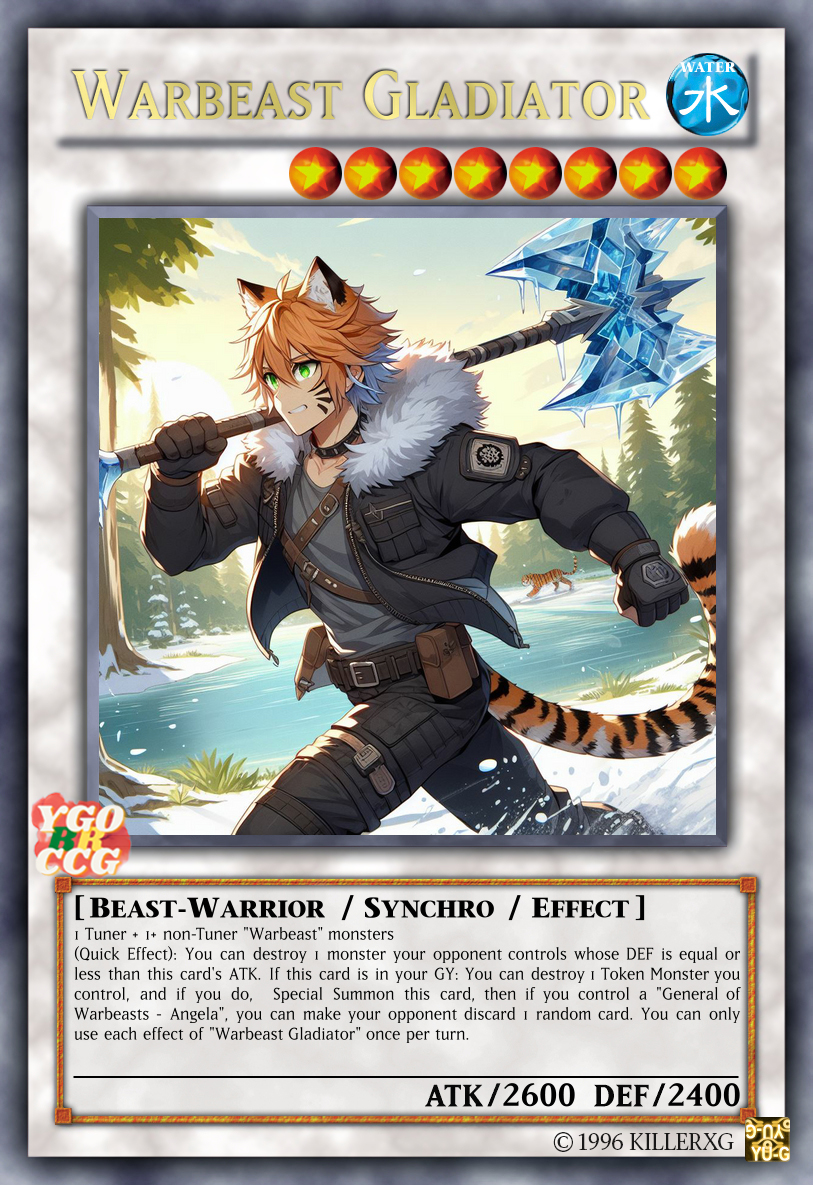 Warbeast Gladiator
WATER
水
[ Beast-Warrior / Synchro / Effect ]
1 Tuner + 1+ non-Tuner "Warbeast" monsters
(Quick Effect): You can destroy 1 monster your opponent controls whose DEF is equal or
less than this card's ATK. If this card is in your GY: You can destroy 1 Token Monster you
control, and if you do, Special Summon this card, then if you control a "General of
Warbeasts - Angela", you can make your opponent discard 1 random card. You can only
use each effect of "Warbeast Gladiator" once per turn.
ATK/2600 DEF/2400
© 1996 KILLERXG
YGO
RR
CCG